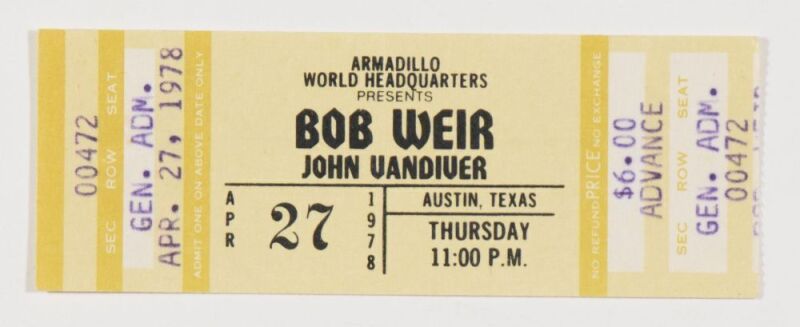 00472
SEC ROW SEAT
GEN. ADM.
APR. 27, 1978
ADMIT ONE ON ABOVE DATE ONLY
ARMADILLO
WORLD HEADQUARTERS
PRESENTS
BOB WEIR
JOHN VANDIVER
APR 27 1978
AUSTIN, TEXAS
THURSDAY
11:00 P.M.
NO REFUND PRICE NO EXCHANGE
$6.00
ADVANCE
SEC ROW SEAT
GEN. ADM.
00472